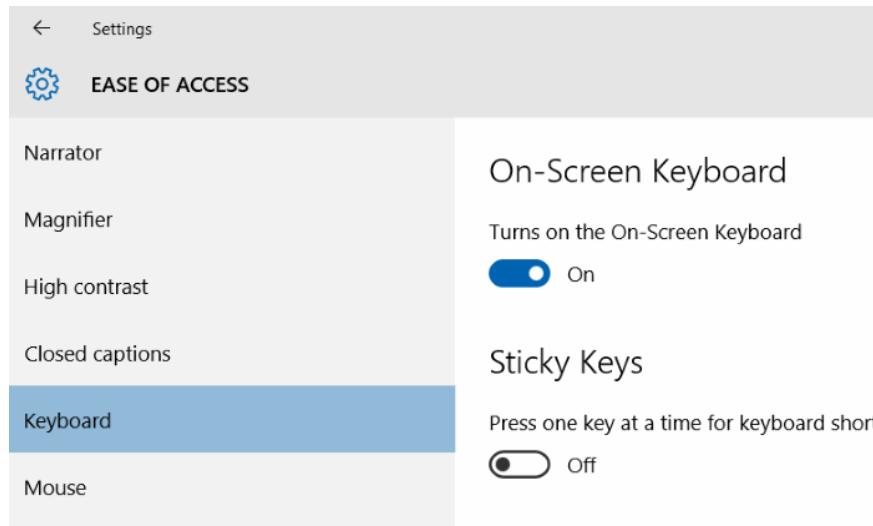 Settings
EASE OF ACCESS
Narrator
Magnifier
High contrast
Closed captions
Keyboard
Mouse
On-Screen Keyboard
Turns on the On-Screen Keyboard
On
Sticky Keys
Press one key at a time for keyboard
Off